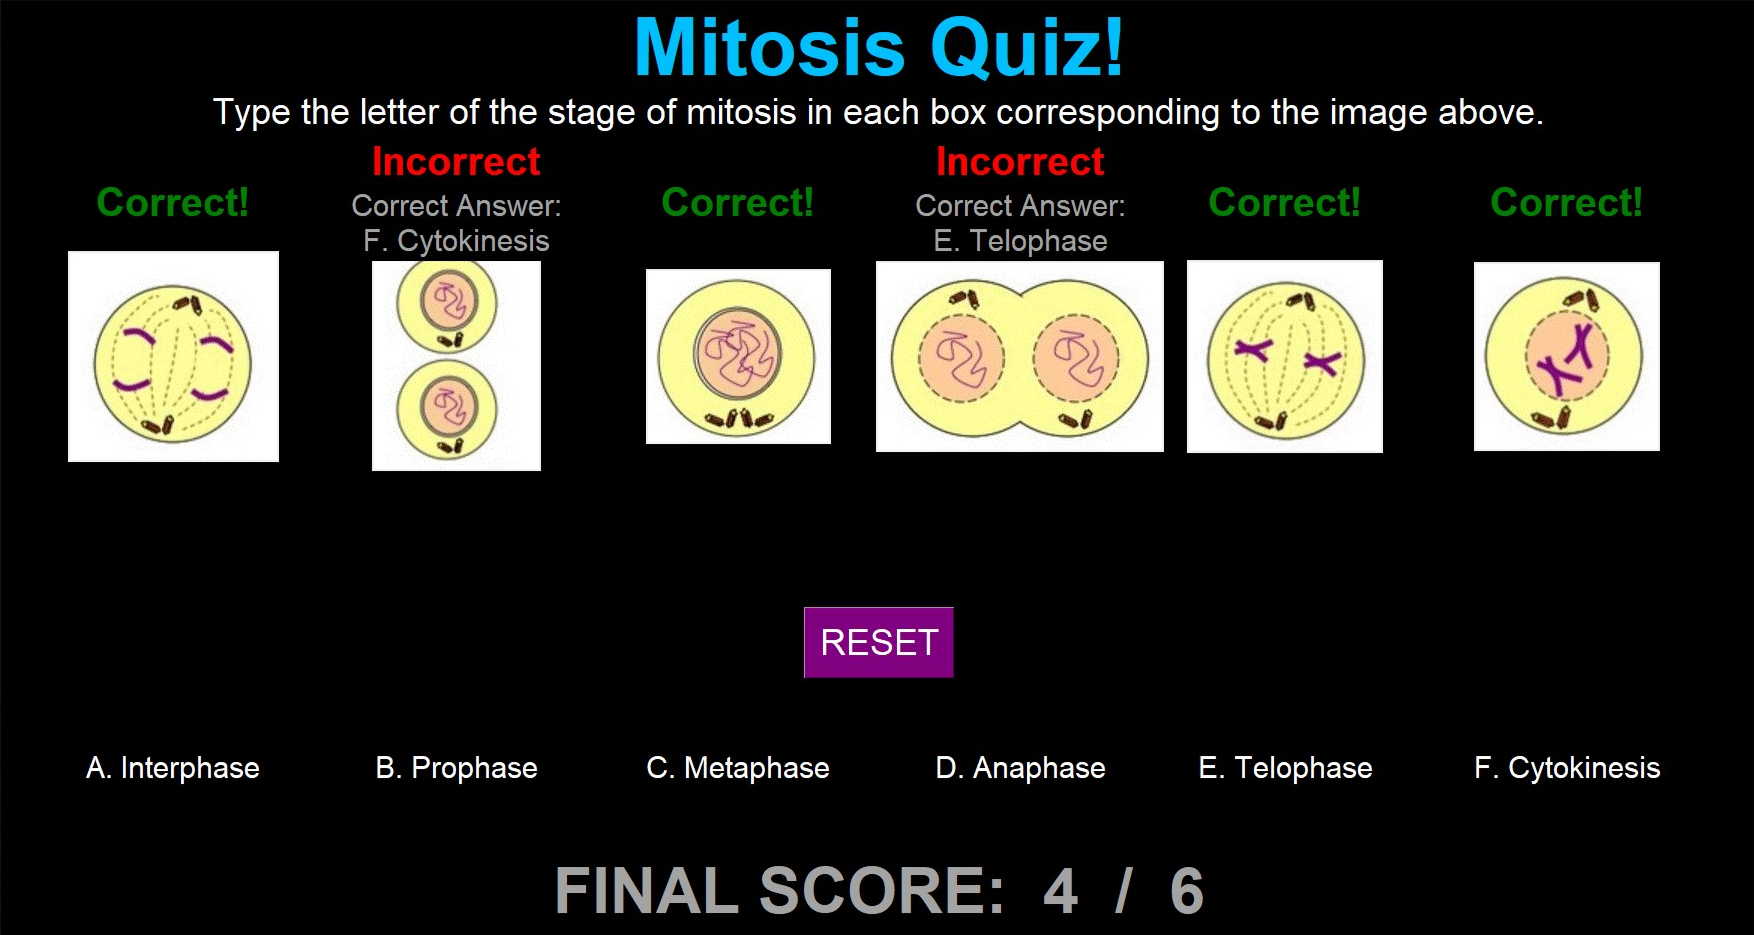 Mitosis Quiz!
Type the letter of the stage of mitosis in each box corresponding to the image above.
Correct!
Incorrect
Correct Answer:
F. Cytokinesis
Correct!
Incorrect
Correct Answer:
E. Telophase
Correct!
Correct!
RESET
A. Interphase
B. Prophase
C. Metaphase
D. Anaphase
E. Telophase
F. Cytokinesis
FINAL SCORE: 4 / 6